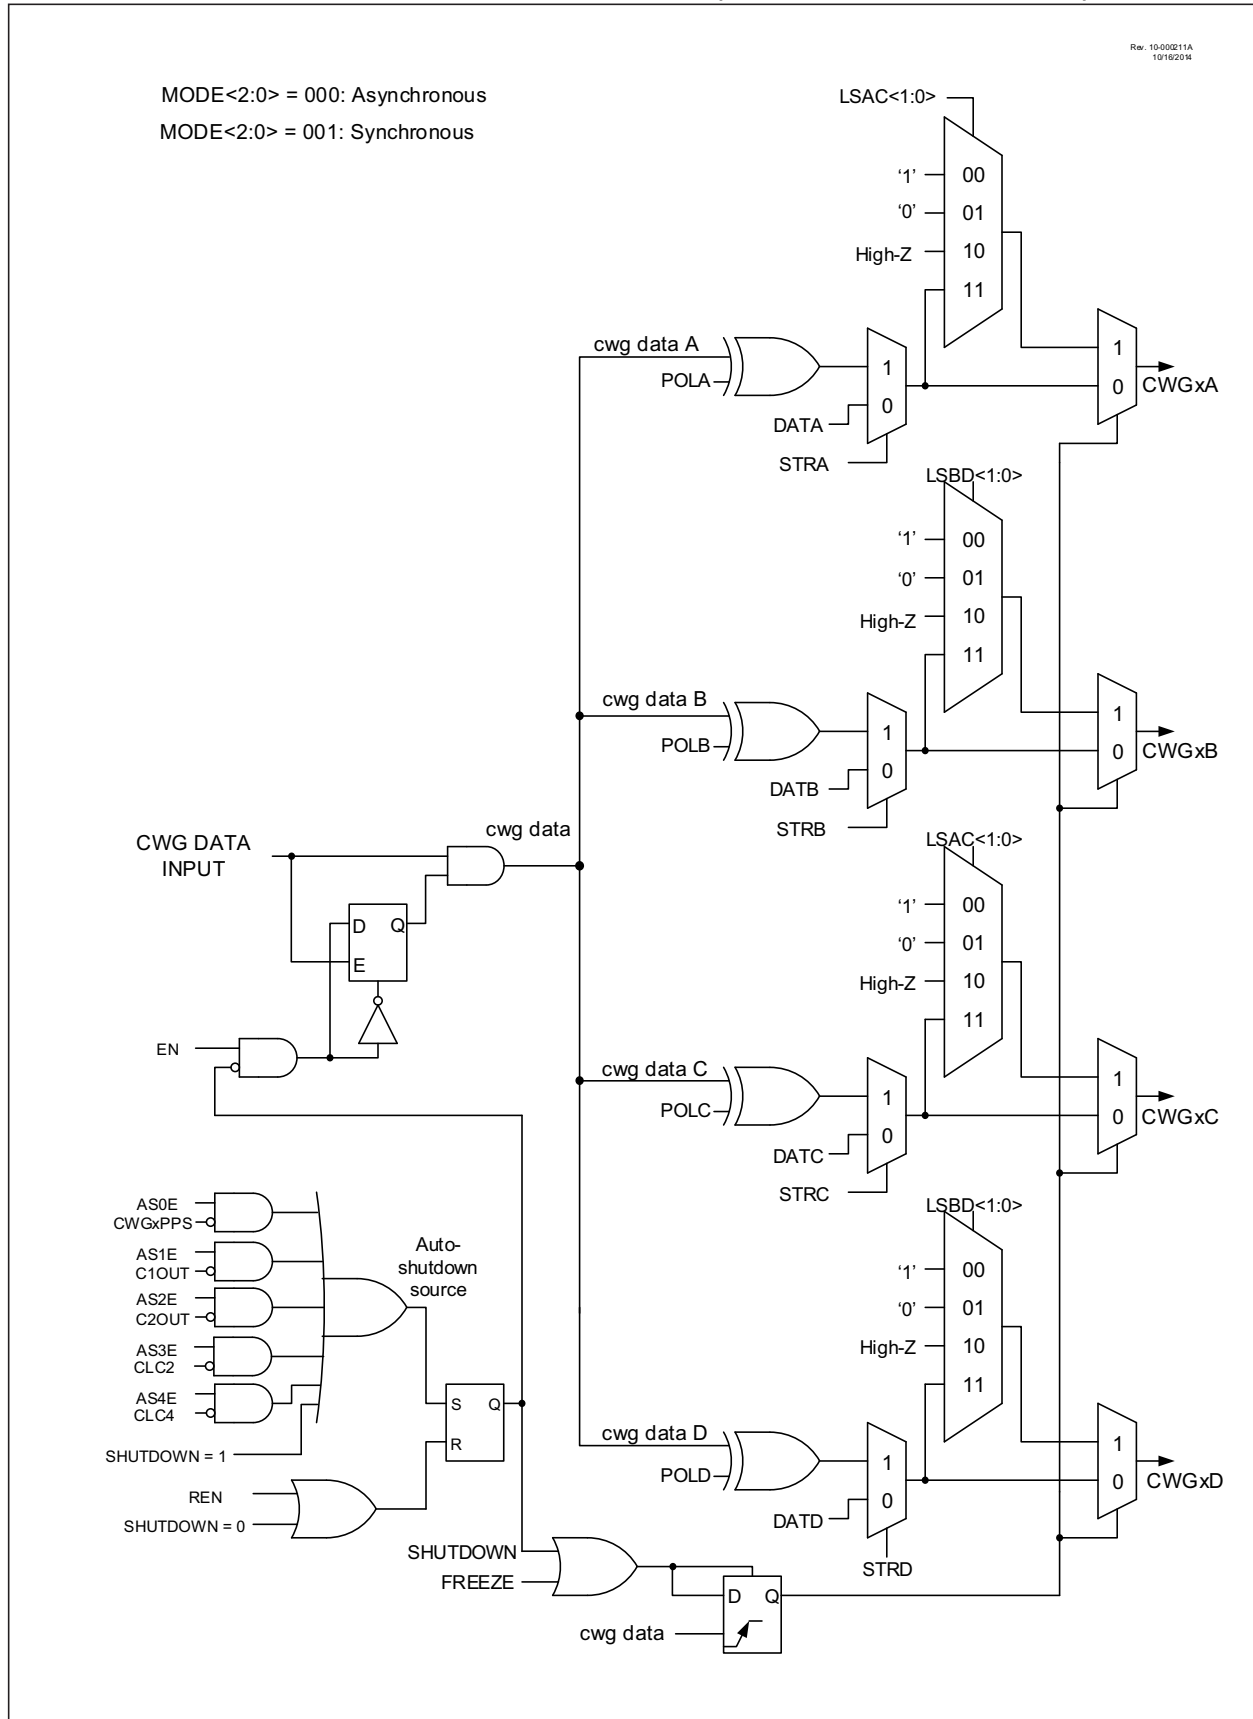 Rev. 10-000211A
10/16/2014
MODE<2:0> = 000: Asynchronous
MODE<2:0> = 001: Synchronous
LSAC<1:0>
‘1’
00
‘0’
01
High-Z
10
11
cwg data A
POLA
1
0
DATA
STRA
1
0
CWGxA
LSBD<1:0>
‘1’
00
‘0’
01
High-Z
10
11
cwg data B
POLB
1
0
DATB
STRB
1
0
CWGxB
CWG DATA
INPUT
cwg data
D
Q
E
EN
LSAC<1:0>
‘1’
00
‘0’
01
High-Z
10
11
cwg data C
POLC
1
0
DATC
STRC
1
0
CWGxC
AS0E
CWGxPPS
AS1E
C1OUT
AS2E
C2OUT
AS3E
CLC2
AS4E
CLC4
SHUTDOWN = 1
Auto-
shutdown
source
S
Q
R
REN
SHUTDOWN = 0
LSBD<1:0>
‘1’
00
‘0’
01
High-Z
10
11
cwg data D
POLD
1
0
DATD
STRD
1
0
CWGxD
SHUTDOWN
FREEZE
D
Q
cwg data